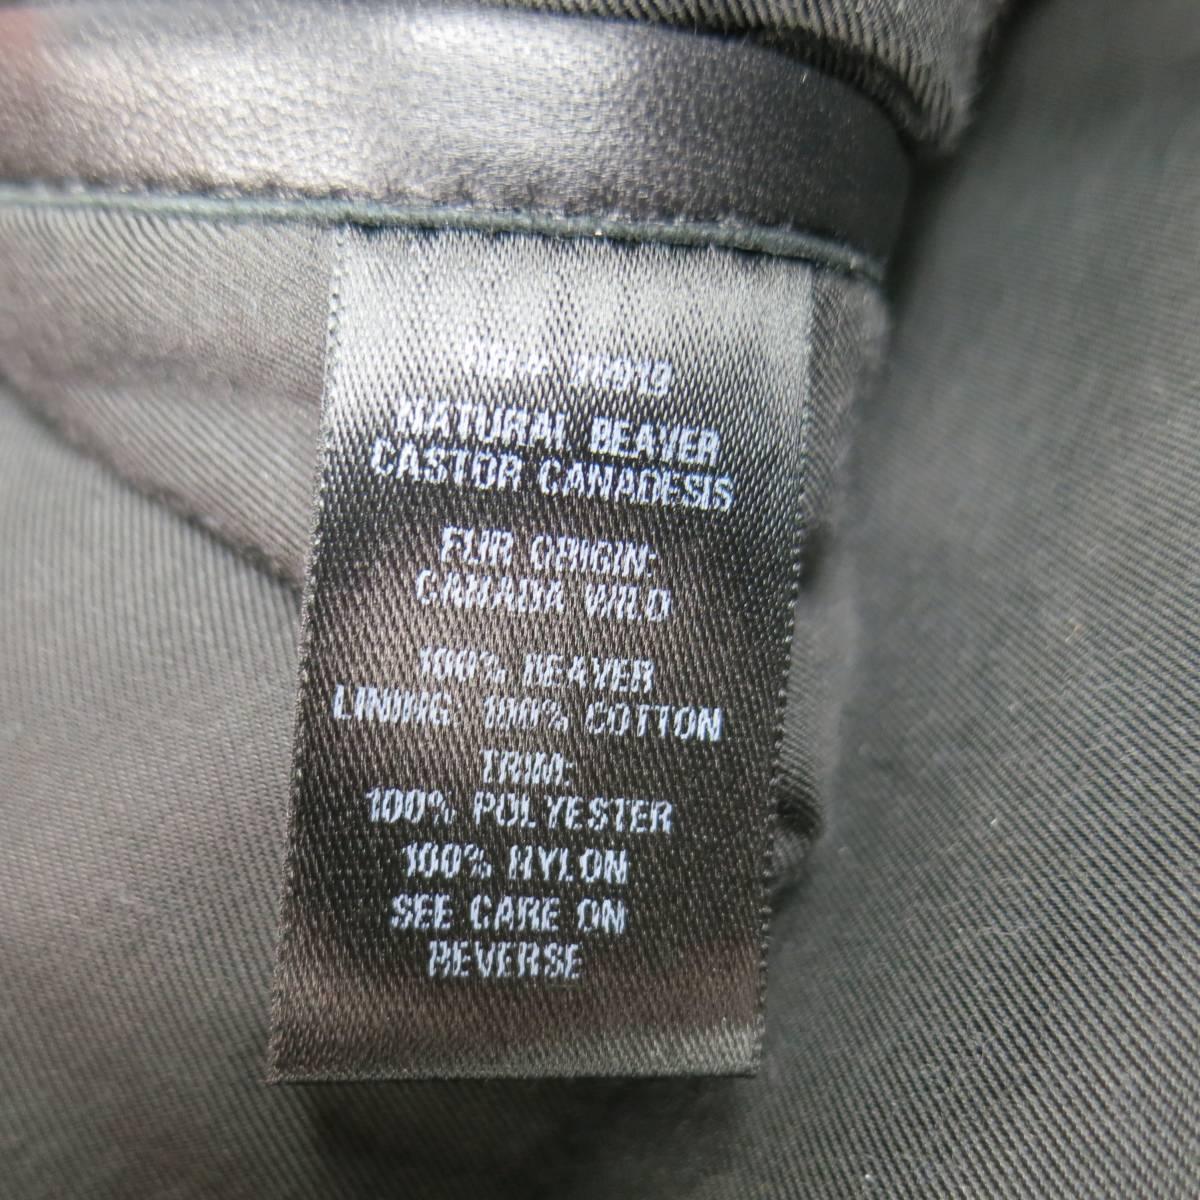 NATURAL BEAVER
CASTOR CANADESIS
FUR ORIGIN:
CANADA WILD
100% BEAVER
LINING 100% COTTON
TRIM:
100% POLYESTER
100% NYLON
SEE CARE ON
REVERSE